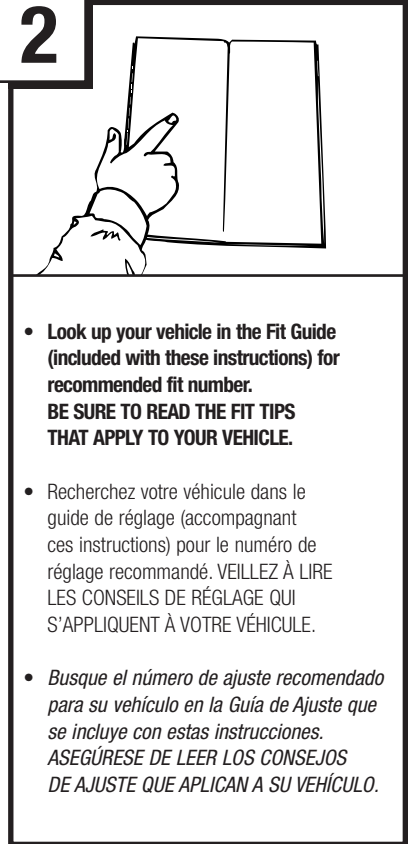 2
• Look up your vehicle in the Fit Guide
(included with these instructions) for
recommended fit number.
BE SURE TO READ THE FIT TIPS
THAT APPLY TO YOUR VEHICLE.
• Recherchez votre véhicule dans le
guide de réglage (accompagnant
ces instructions) pour le numéro de
réglage recommandé. VEILLEZ À LIRE
LES CONSEILS DE RÉGLAGE QUI
S'APPLIQUENT À VOTRE VÉHICULE.
• Busque el número de ajuste recomendado
para su vehículo en la Guía de Ajuste que
se incluye con estas instrucciones.
ASEGÚRESE DE LEER LOS CONSEJOS
DE AJUSTE QUE APLICAN A SU VEHÍCULO.